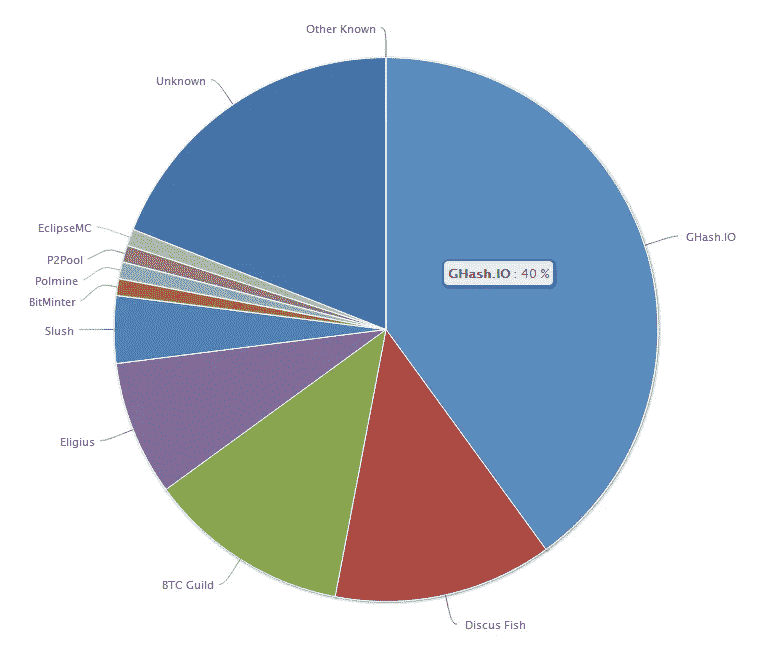 Other Known
Unknown
EclipseMC
P2Pool
Polmine
BitMinter
Slush
Eligius
BTC Guild
Discus Fish
GHash.IO
GHash.IO : 40 %